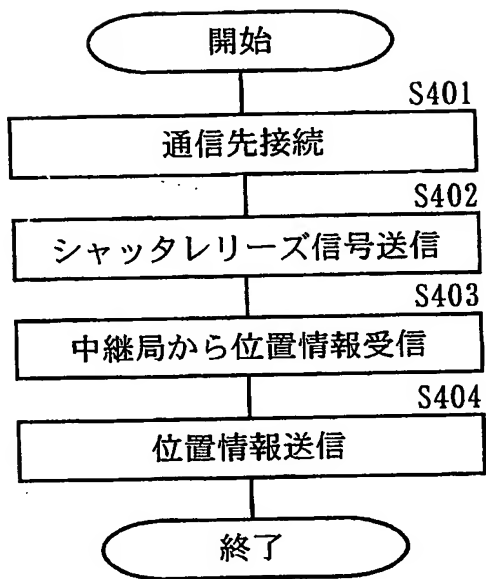 開始
S401
通信先接続
S402
シャッタレリーズ信号送信
S403
中継局から位置情報受信
S404
位置情報送信
終了